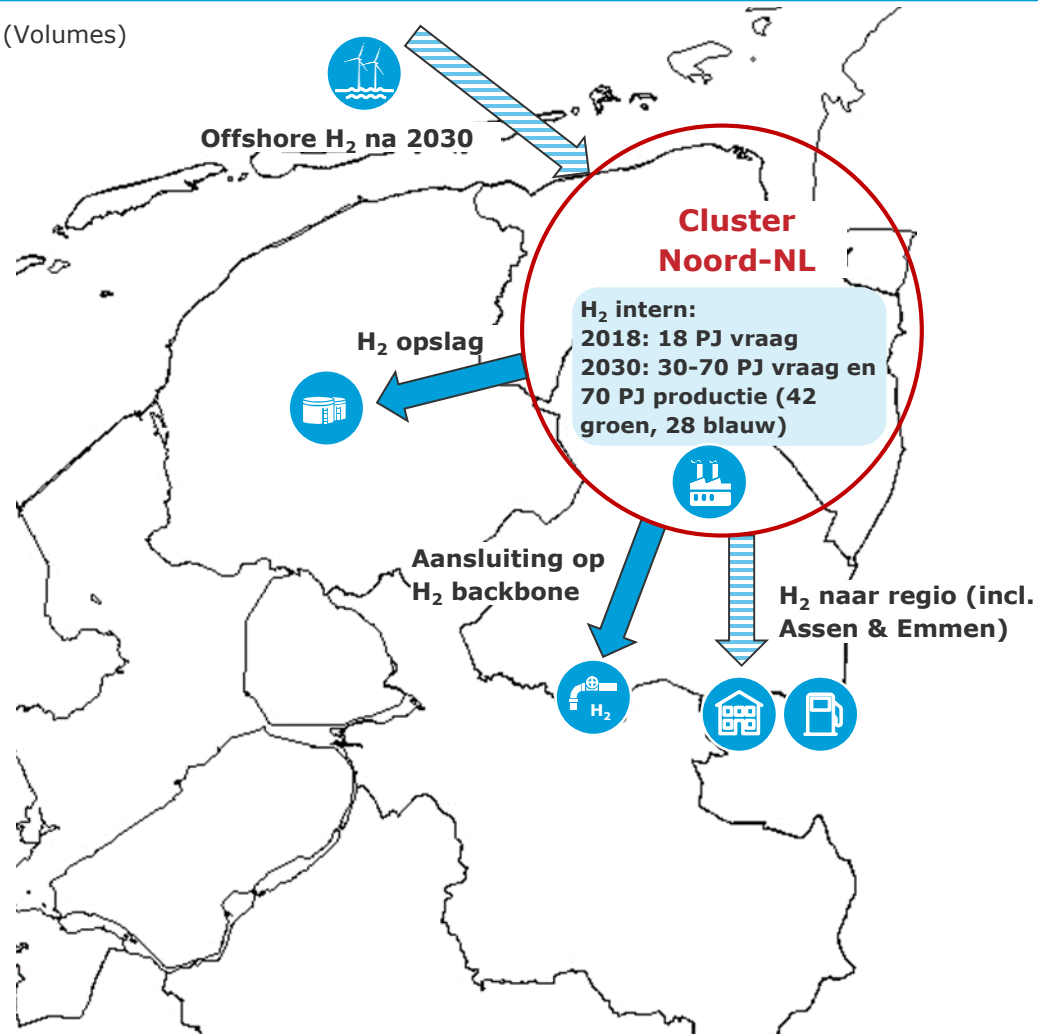 (Volumes)
Offshore H₂ na 2030
Cluster
Noord-NL
H₂ intern:
2018: 18 PJ vraag
2030: 30-70 PJ vraag en
70 PJ productie (42
groen, 28 blauw)
H₂ opslag
Aansluiting op
H₂ backbone
H₂ naar regio (incl.
Assen & Emmen)
H₂